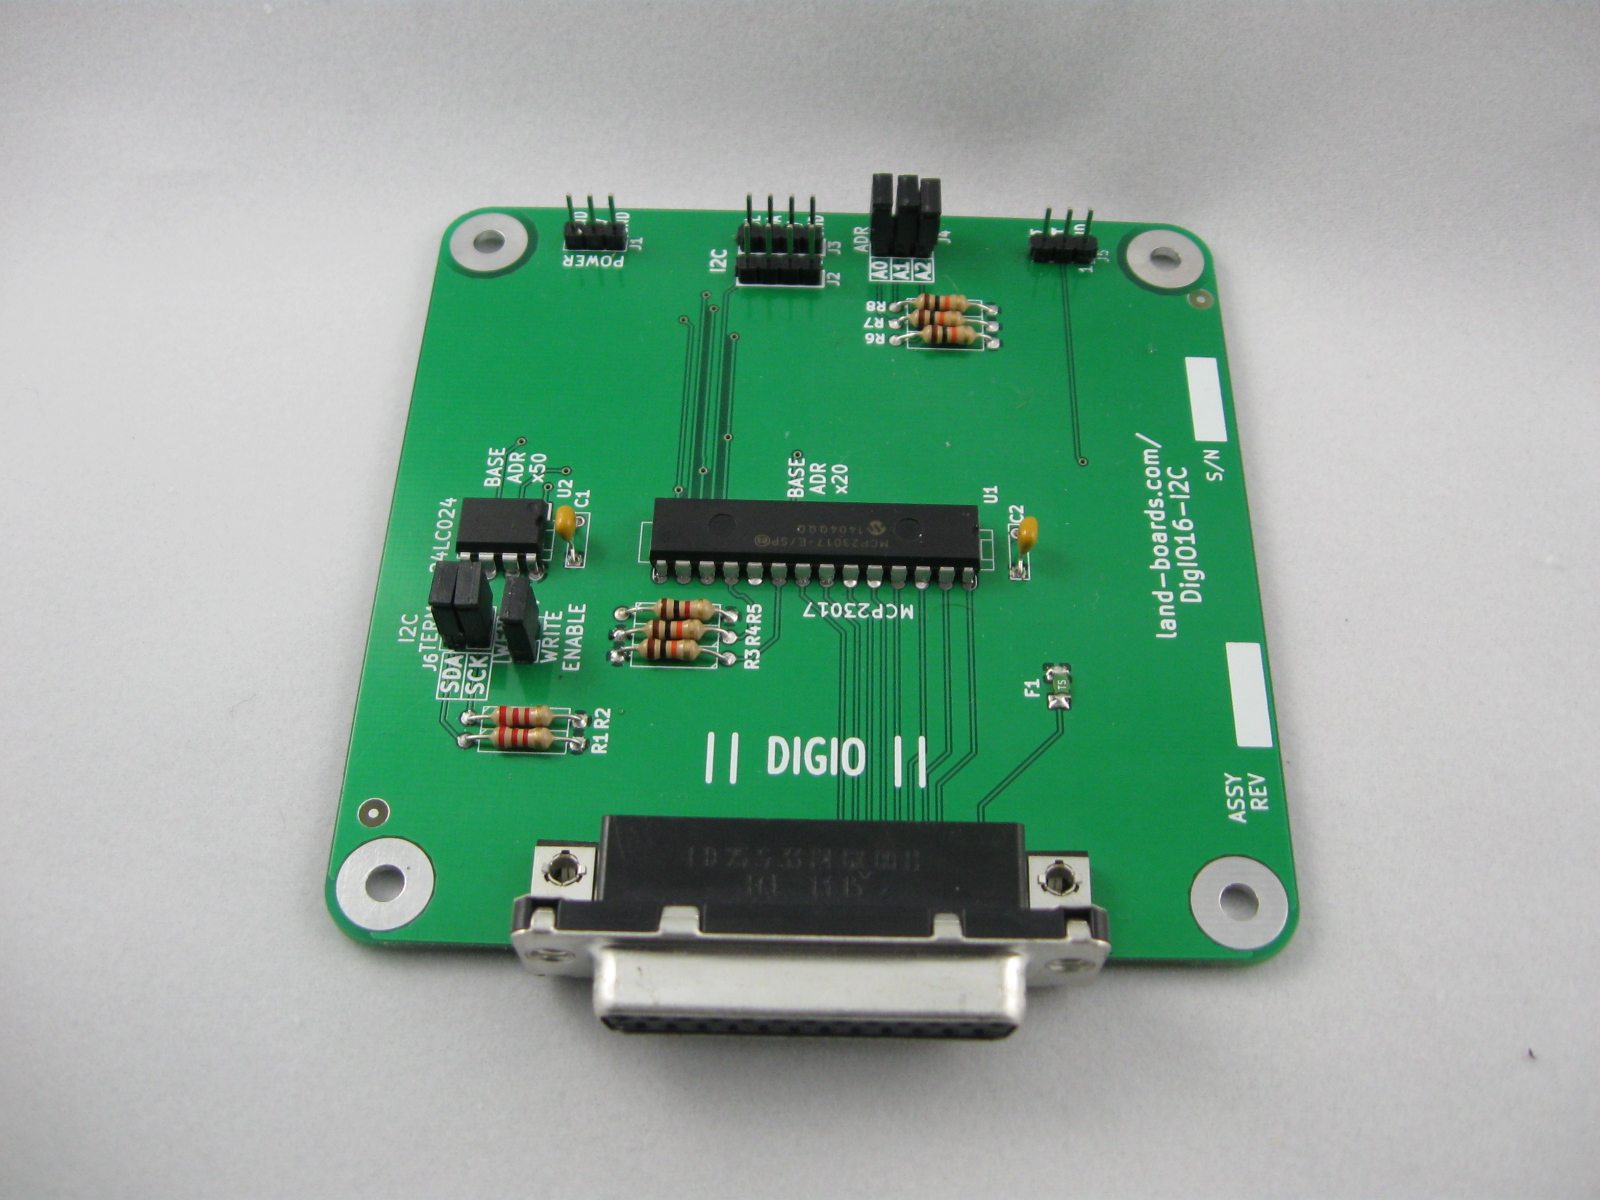 POWER
J1
I2C
J3
J2
ADR
J4
A0
A1
A2
J5
R8
R7
R6
BASE
ADR
x50
24LC024
U2
C1
BASE
ADR
x20
U1
C2
MCP23017-E/SP
MCP23017
I2C
TERM
J6
SDA
SCK
WRITE
ENABLE
R5
R4
R3
R2
R1
F1
TS
|| DIGIO ||
land-boards.com/
DigIO16-I2C
S/N
ASSY
REV